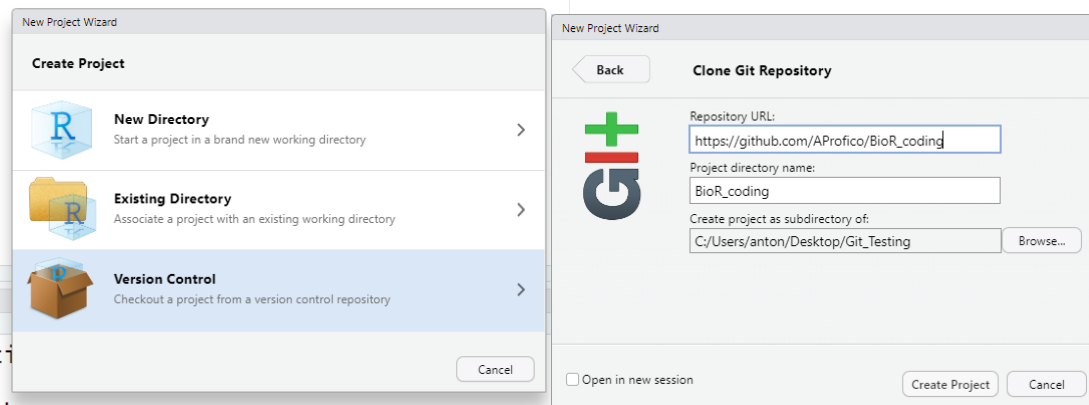 New Project Wizard
Create Project
R
New Directory
Start a project in a brand new working directory
R
Existing Directory
Associate a project with an existing working directory
R
Version Control
Checkout a project from a version control repository
Cancel
New Project Wizard
Back
Clone Git Repository
Git
Repository URL:
https://github.com/AProfico/BioR_coding
Project directory name:
BioR_coding
Create project as subdirectory of:
C:/Users/anton/Desktop/Git_Testing
Browse...
Open in new session
Create Project
Cancel